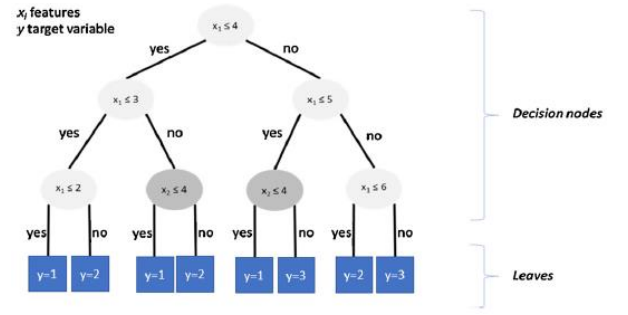 xᵢ features
y target variable
x₁ ≤ 4
yes
no
x₁ ≤ 3
x₁ ≤ 5
Decision nodes
yes
no
yes
no
x₁ ≤ 2
x₂ ≤ 4
x₂ ≤ 4
x₁ ≤ 6
yes
no
yes
no
yes
no
yes
no
y=1
y=2
y=1
y=2
y=1
y=3
y=2
y=3
Leaves